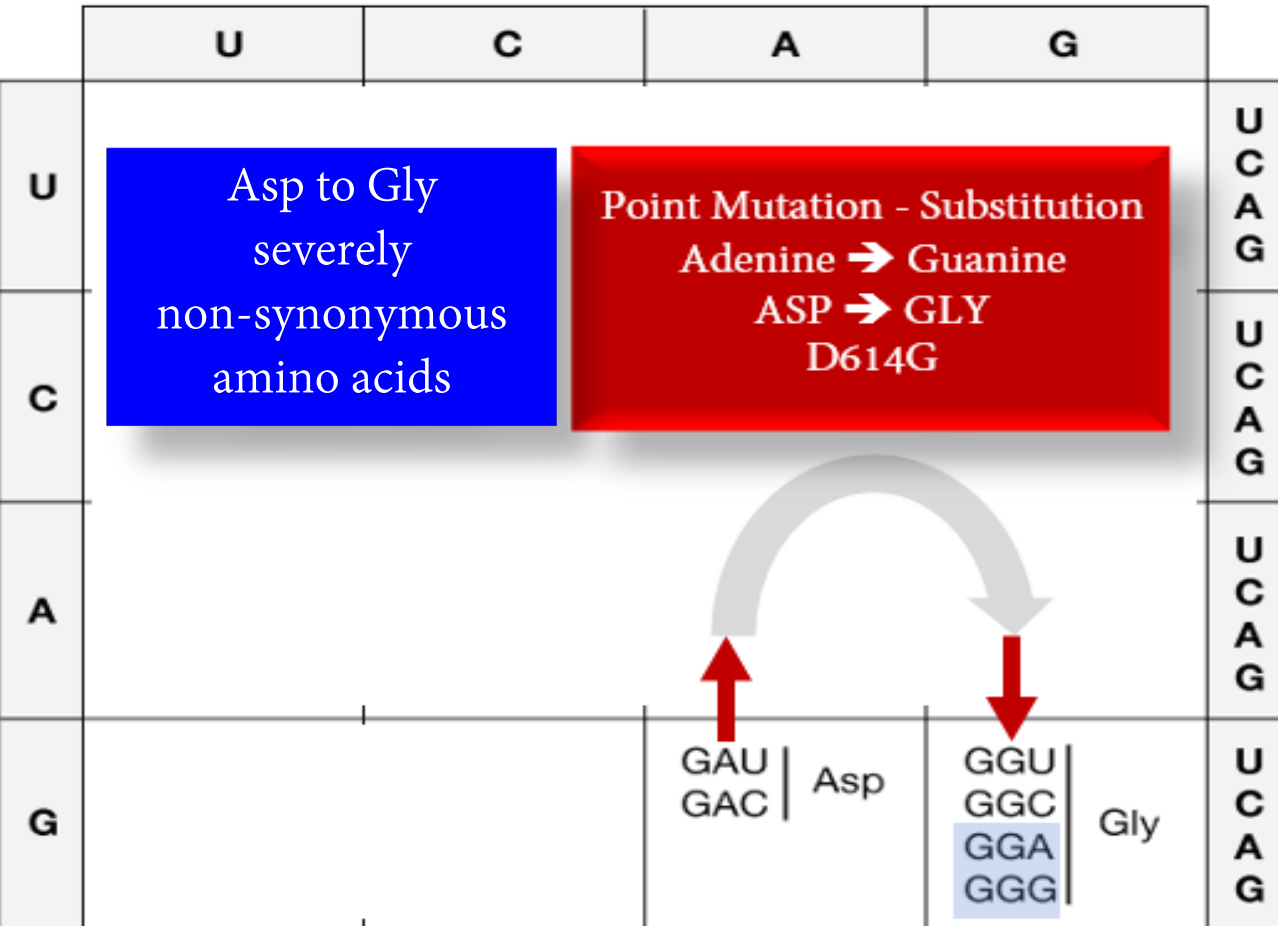 U C A G
U
C
A
G
U
C
A
G
U
C
A
G
U
C
A
G
U
C
A
G
Asp to Gly
severely
non-synonymous
amino acids
Point Mutation - Substitution
Adenine ➔ Guanine
ASP ➔ GLY
D614G
GAU
GAC
Asp
GGU
GGC
GGA
GGG
Gly